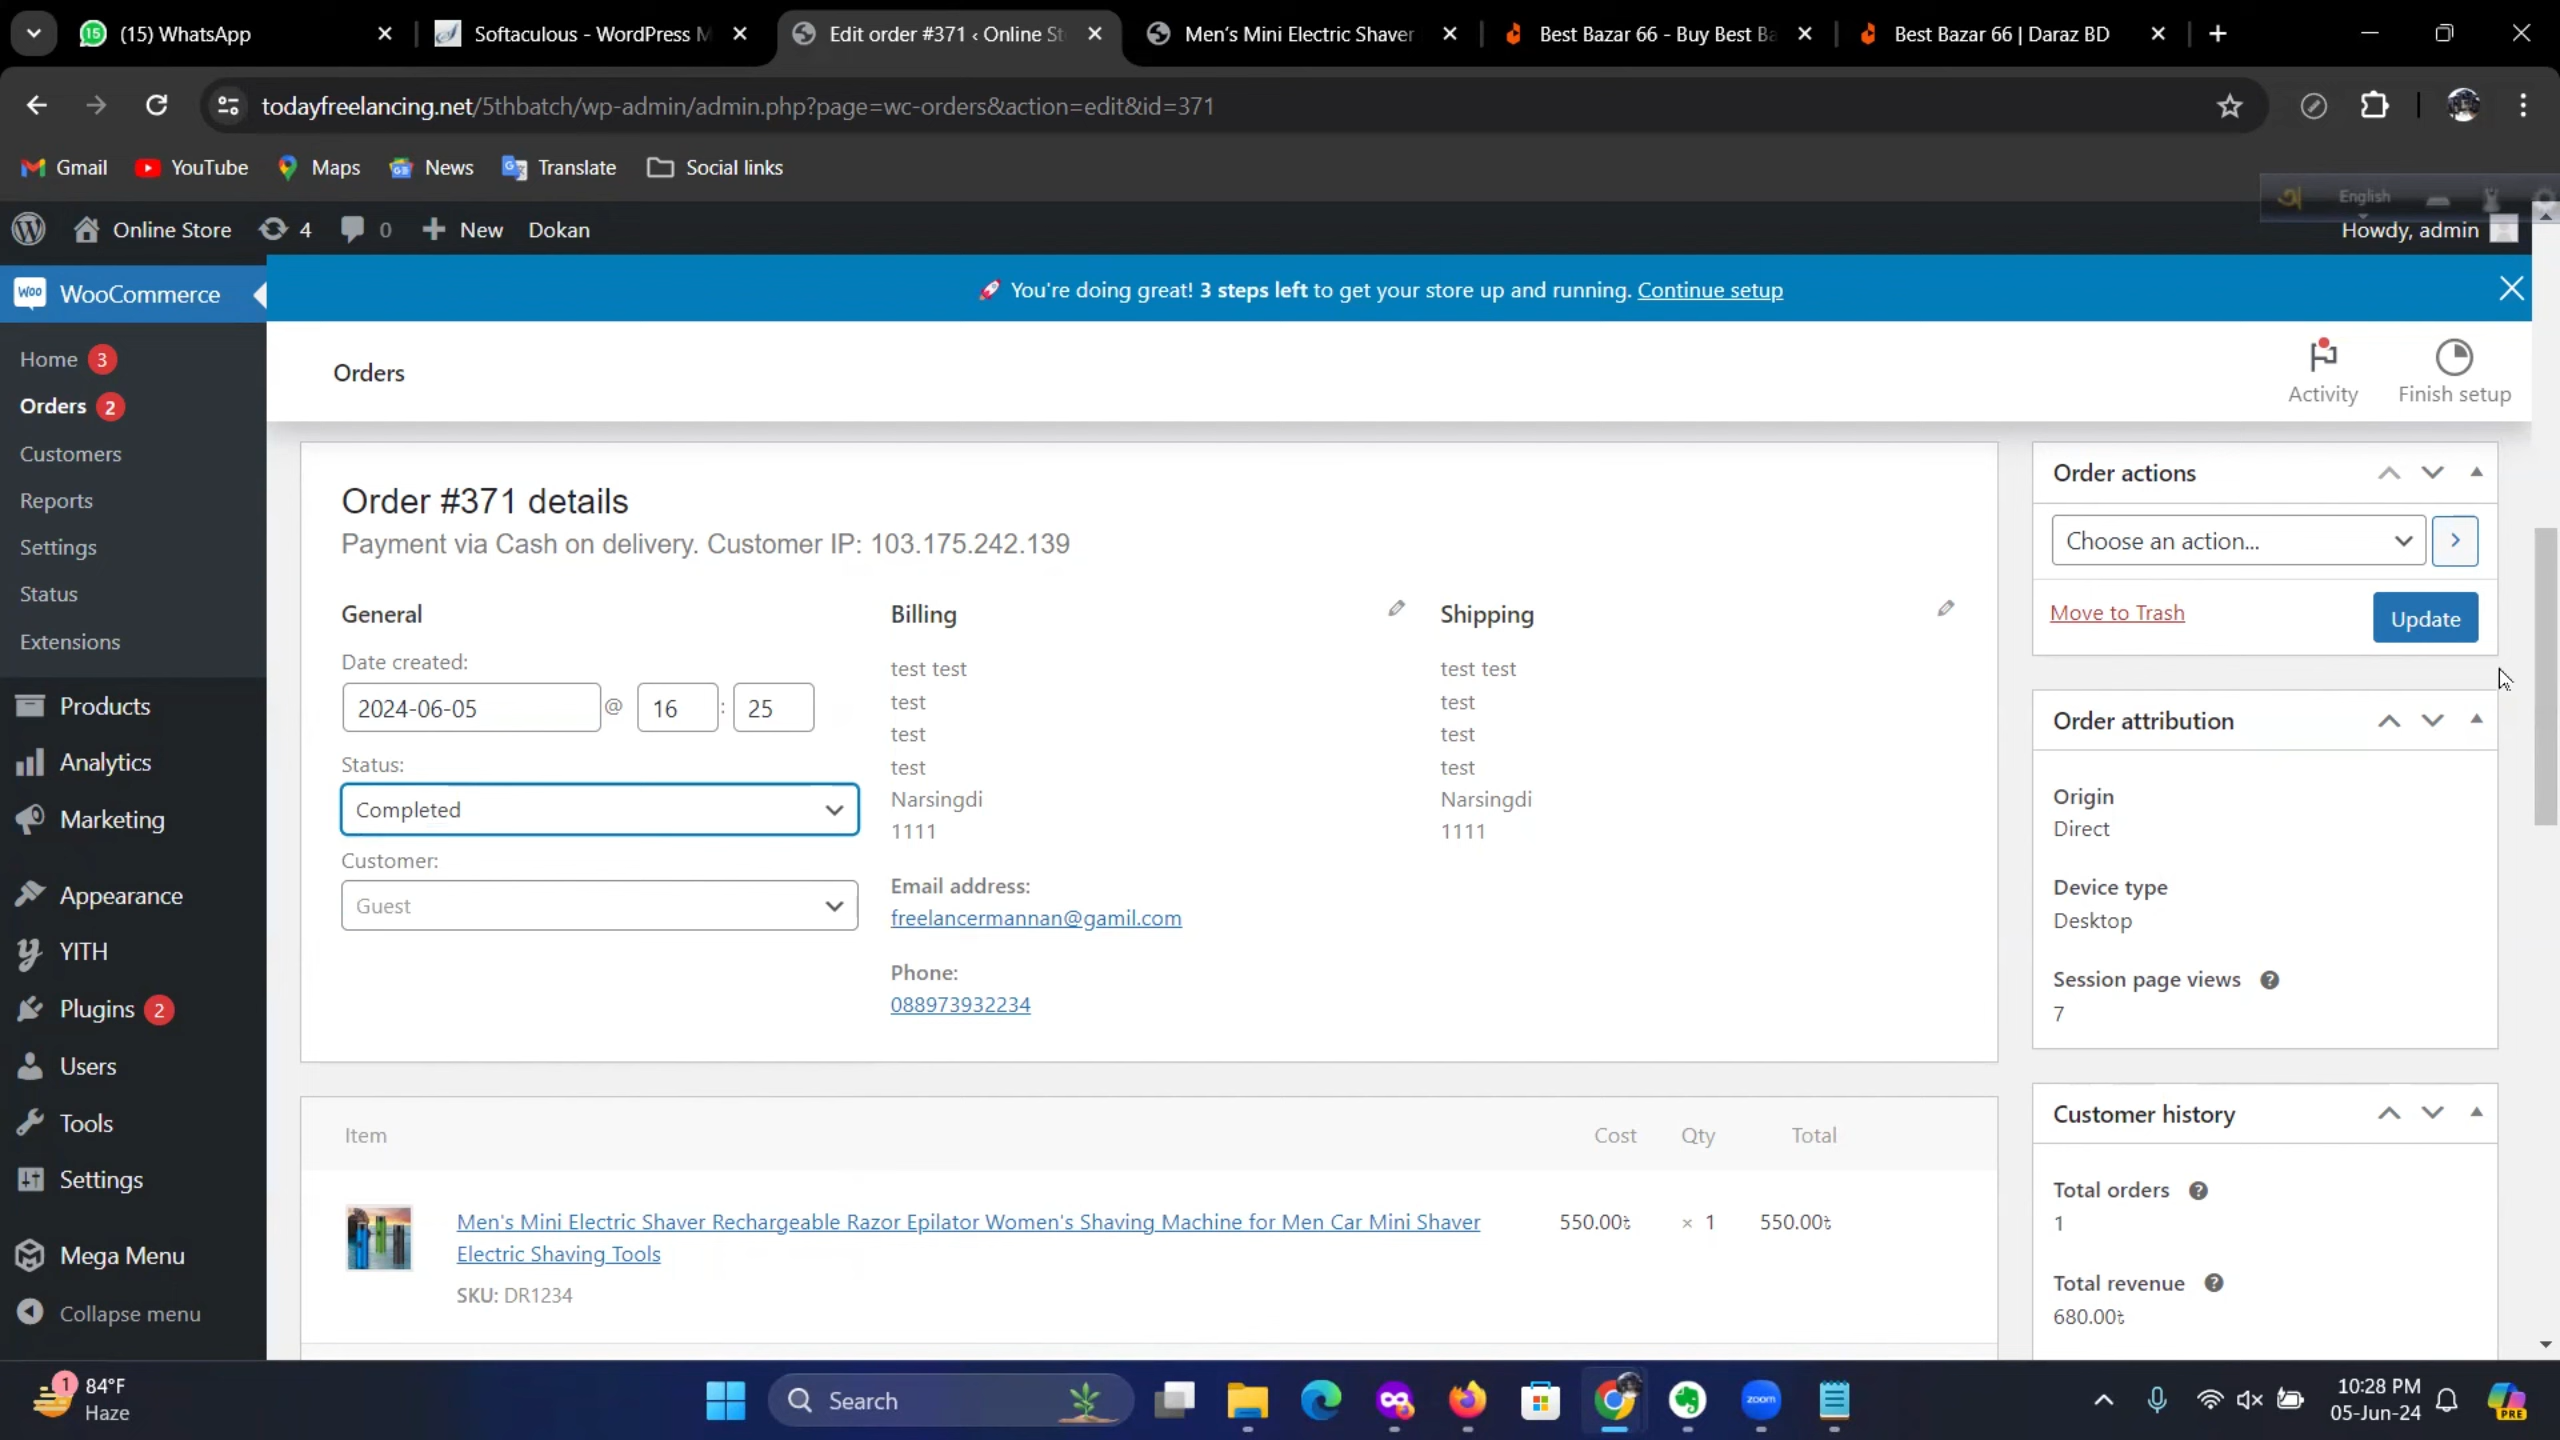 (15) WhatsApp
Softaculous - WordPress M
Edit order #371 ‹ Online St
Men's Mini Electric Shaver
Best Bazar 66 - Buy Best Ba
Best Bazar 66 | Daraz BD
todayfreelancing.net/5thbatch/wp-admin/admin.php?page=wc-orders&action=edit&id=371
Gmail
YouTube
Maps
News
Translate
Social links
অ English
Online Store
4
0
New
Dokan
Howdy, admin
WooCommerce
Home 3
Orders 2
Customers
Reports
Settings
Status
Extensions
Products
Analytics
Marketing
Appearance
YITH
Plugins 2
Users
Tools
Settings
Mega Menu
Collapse menu
You're doing great! 3 steps left to get your store up and running. Continue setup
Orders
Activity
Finish setup
Order #371 details
Payment via Cash on delivery. Customer IP: 103.175.242.139
General
Date created:
2024-06-05 @ 16 : 25
Status:
Completed
Customer:
Guest
Billing
test test
test
test
test
Narsingdi
1111
Email address:
freelancermannan@gamil.com
Phone:
088973932234
Shipping
test test
test
test
test
Narsingdi
1111
Item
Cost
Qty
Total
Men's Mini Electric Shaver Rechargeable Razor Epilator Women's Shaving Machine for Men Car Mini Shaver
Electric Shaving Tools
SKU: DR1234
550.00৳
× 1
550.00৳
Order actions
Choose an action...
Move to Trash
Update
Order attribution
Origin
Direct
Device type
Desktop
Session page views
7
Customer history
Total orders
1
Total revenue
680.00৳
1
84°F
Haze
Search
zoom
10:28 PM
05-Jun-24
PRE